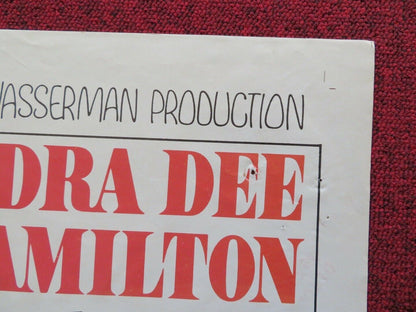 WASSERMAN PRODUCTION
DRA DEE
AMILTON